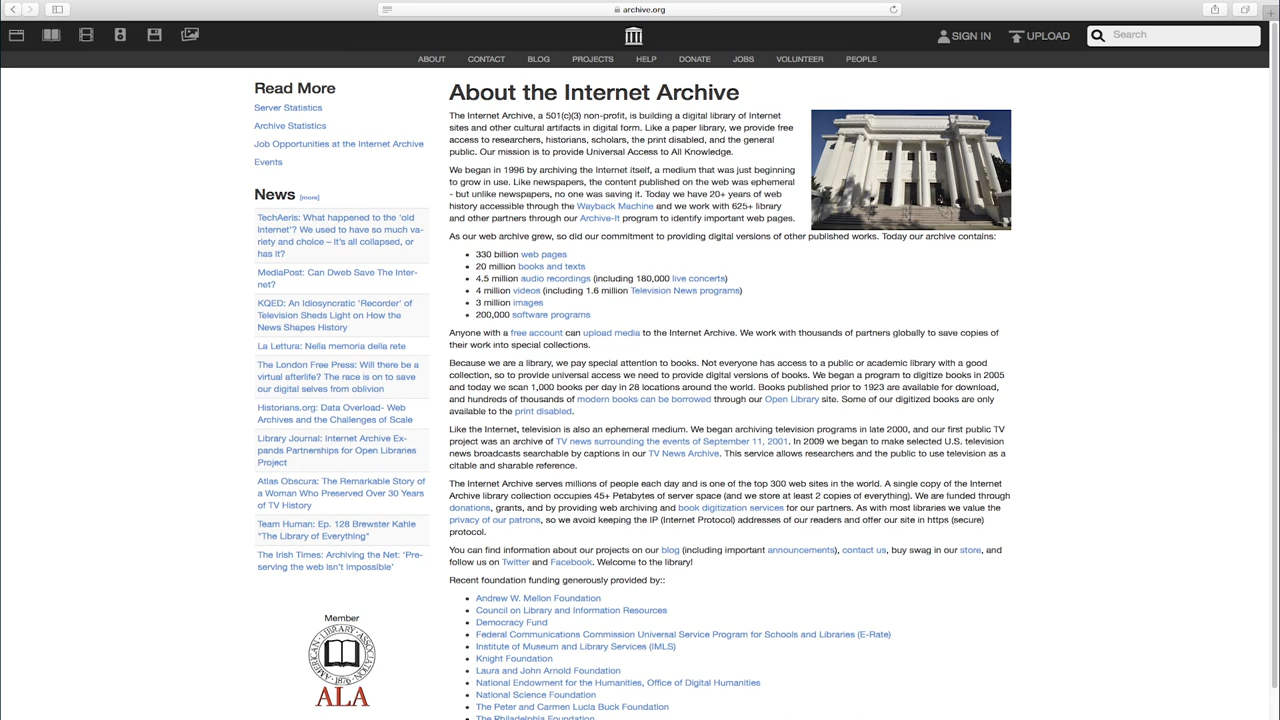 archive.org
SIGN IN
UPLOAD
Search
ABOUT CONTACT BLOG PROJECTS HELP DONATE JOBS VOLUNTEER PEOPLE
Read More
Server Statistics
Archive Statistics
Job Opportunities at the Internet Archive
Events
News [more]
TechAeris: What happened to the 'old
Internet'? We used to have so much va-
riety and choice – it's all collapsed, or
has it?
MediaPost: Can Dweb Save The Inter-
net?
KQED: An Idiosyncratic 'Recorder' of
Television Sheds Light on How the
News Shapes History
La Lettura: Nella memoria della rete
The London Free Press: Will there be a
virtual afterlife? The race is on to save
our digital selves from oblivion
Historians.org: Data Overload- Web
Archives and the Challenges of Scale
Library Journal: Internet Archive Ex-
pands Partnerships for Open Libraries
Project
Atlas Obscura: The Remarkable Story of
a Woman Who Preserved Over 30 Years
of TV History
Team Human: Ep. 128 Brewster Kahle
"The Library of Everything"
The Irish Times: Archiving the Net: 'Pre-
serving the web isn't impossible'
Member
AMERICAN LIBRARY ASSOCIATION
1876
ALA
About the Internet Archive
The Internet Archive, a 501(c)(3) non-profit, is building a digital library of Internet
sites and other cultural artifacts in digital form. Like a paper library, we provide free
access to researchers, historians, scholars, the print disabled, and the general
public. Our mission is to provide Universal Access to All Knowledge.
We began in 1996 by archiving the Internet itself, a medium that was just beginning
to grow in use. Like newspapers, the content published on the web was ephemeral
- but unlike newspapers, no one was saving it. Today we have 20+ years of web
history accessible through the Wayback Machine and we work with 625+ library
and other partners through our Archive-It program to identify important web pages.
As our web archive grew, so did our commitment to providing digital versions of other published works. Today our archive contains:
• 330 billion web pages
• 20 million books and texts
• 4.5 million audio recordings (including 180,000 live concerts)
• 4 million videos (including 1.6 million Television News programs)
• 3 million images
• 200,000 software programs
Anyone with a free account can upload media to the Internet Archive. We work with thousands of partners globally to save copies of
their work into special collections.
Because we are a library, we pay special attention to books. Not everyone has access to a public or academic library with a good
collection, so to provide universal access we need to provide digital versions of books. We began a program to digitize books in 2005
and today we scan 1,000 books per day in 28 locations around the world. Books published prior to 1923 are available for download,
and hundreds of thousands of modern books can be borrowed through our Open Library site. Some of our digitized books are only
available to the print disabled.
Like the Internet, television is also an ephemeral medium. We began archiving television programs in late 2000, and our first public TV
project was an archive of TV news surrounding the events of September 11, 2001. In 2009 we began to make selected U.S. television
news broadcasts searchable by captions in our TV News Archive. This service allows researchers and the public to use television as a
citable and sharable reference.
The Internet Archive serves millions of people each day and is one of the top 300 web sites in the world. A single copy of the Internet
Archive library collection occupies 45+ Petabytes of server space (and we store at least 2 copies of everything). We are funded through
donations, grants, and by providing web archiving and book digitization services for our partners. As with most libraries we value the
privacy of our patrons, so we avoid keeping the IP (Internet Protocol) addresses of our readers and offer our site in https (secure)
protocol.
You can find information about our projects on our blog (including important announcements), contact us, buy swag in our store, and
follow us on Twitter and Facebook. Welcome to the library!
Recent foundation funding generously provided by::
• Andrew W. Mellon Foundation
• Council on Library and Information Resources
• Democracy Fund
• Federal Communications Commission Universal Service Program for Schools and Libraries (E-Rate)
• Institute of Museum and Library Services (IMLS)
• Knight Foundation
• Laura and John Arnold Foundation
• National Endowment for the Humanities, Office of Digital Humanities
• National Science Foundation
• The Peter and Carmen Lucia Buck Foundation
• The Philadelphia Foundation